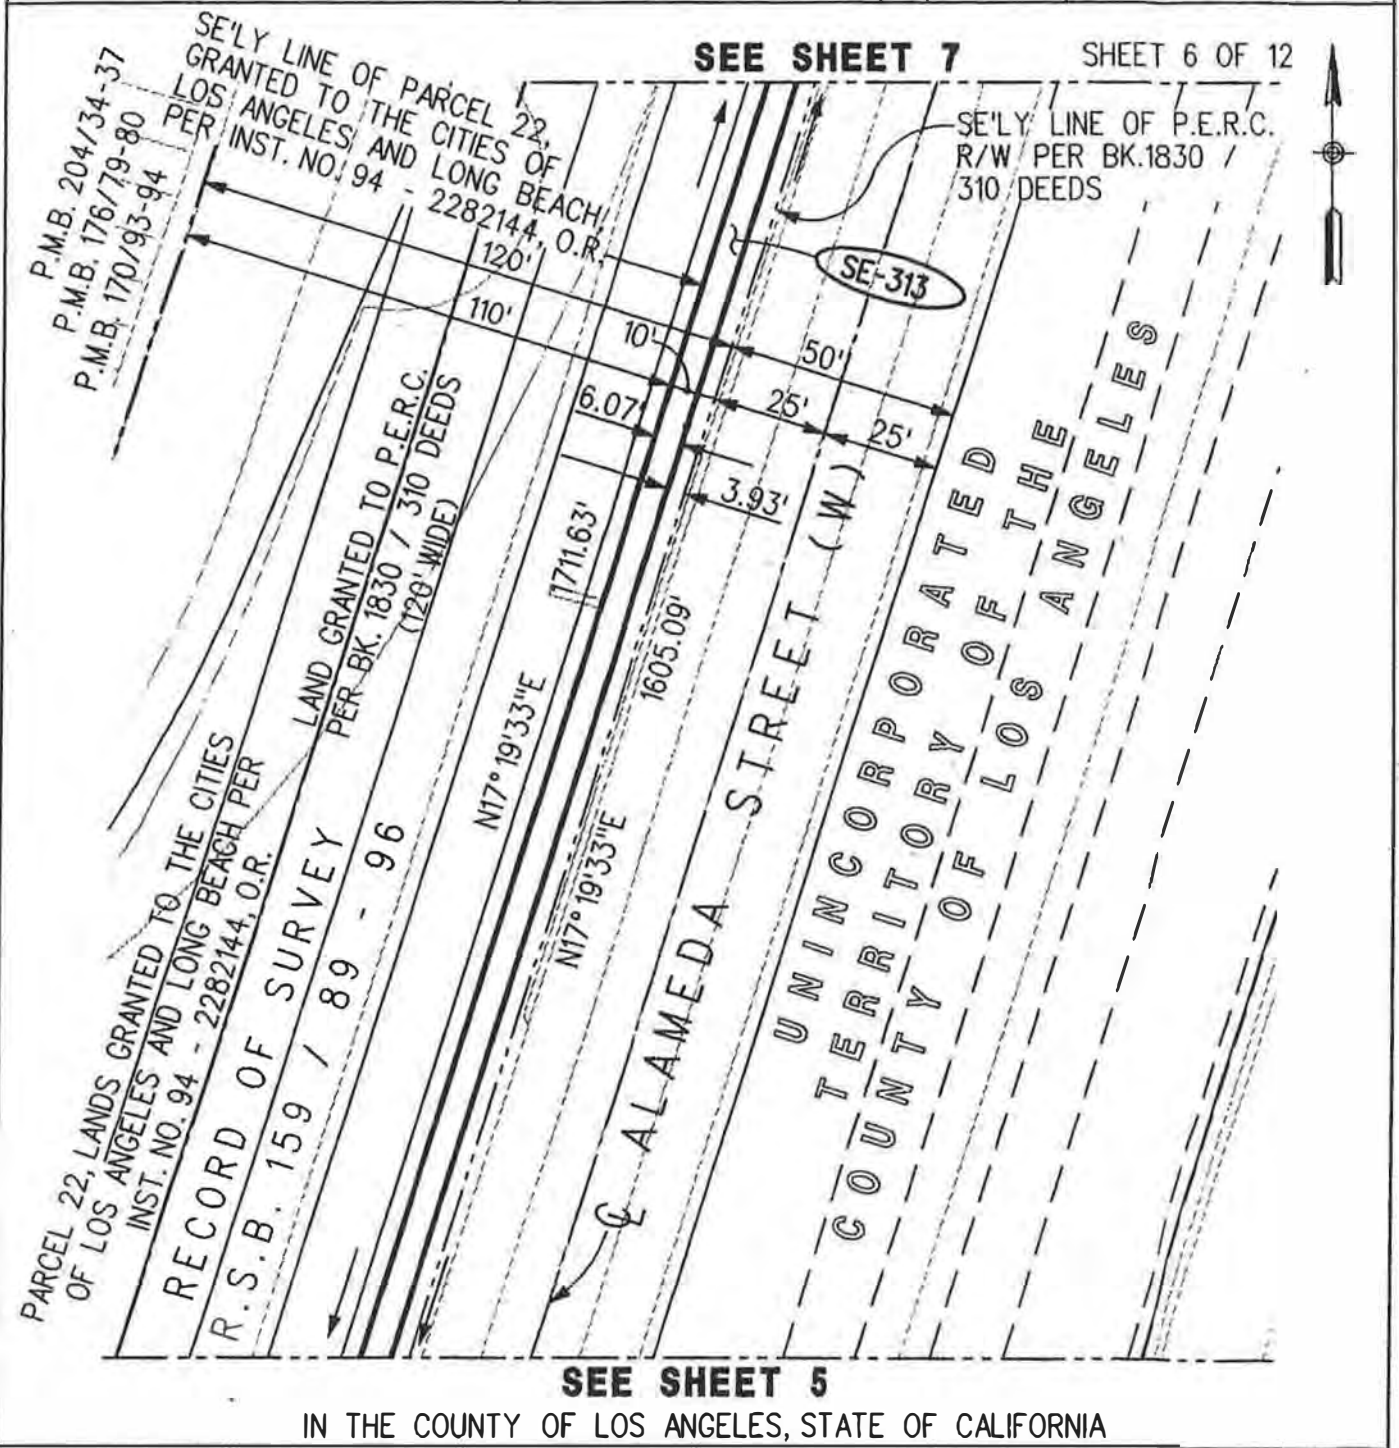 SEE SHEET 7
SHEET 6 OF 12
SE'LY LINE OF PARCEL 22,
GRANTED TO THE CITIES OF
LOS ANGELES AND LONG BEACH
PER INST. NO. 94 - 2282144, O.R.
P.M.B. 204/34-37
P.M.B. 176/79-80
P.M.B. 170/93-94
SE'LY LINE OF P.E.R.C.
R/W PER BK.1830 /
310 DEEDS
SE-313
120'
110'
10'
50'
25'
25'
6.07'
3.93'
1711.63'
1605.09'
N17°19'33"E
N17°19'33"E
LAND GRANTED TO P.E.R.C.
PER BK. 1830 / 310 DEEDS
(120' WIDE)
PARCEL 22, LANDS GRANTED TO THE CITIES
OF LOS ANGELES AND LONG BEACH PER
INST. NO. 94 - 2282144, O.R.
RECORD OF SURVEY
R.S.B. 159 / 89 - 96
℄ ALAMEDA STREET (W)
UNINCORPORATED
TERRITORY OF THE
COUNTY OF LOS ANGELES
SEE SHEET 5
IN THE COUNTY OF LOS ANGELES, STATE OF CALIFORNIA